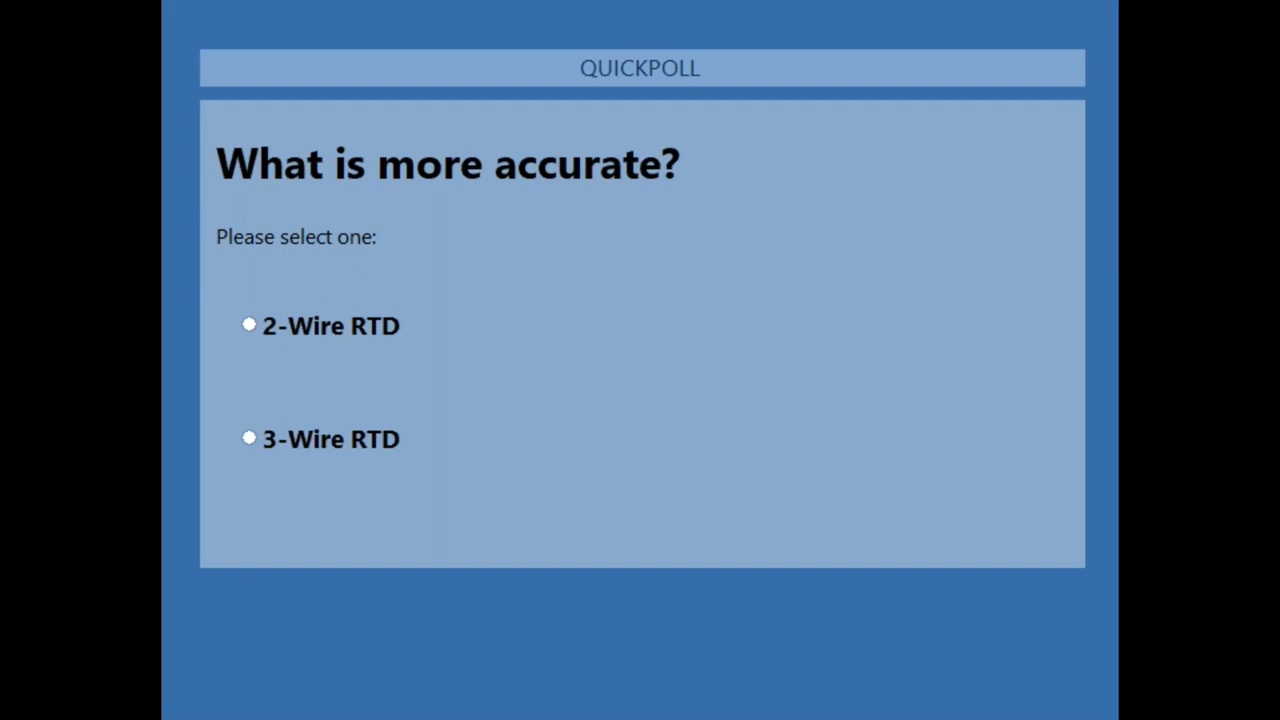 QUICKPOLL
What is more accurate?
Please select one:
2-Wire RTD
3-Wire RTD